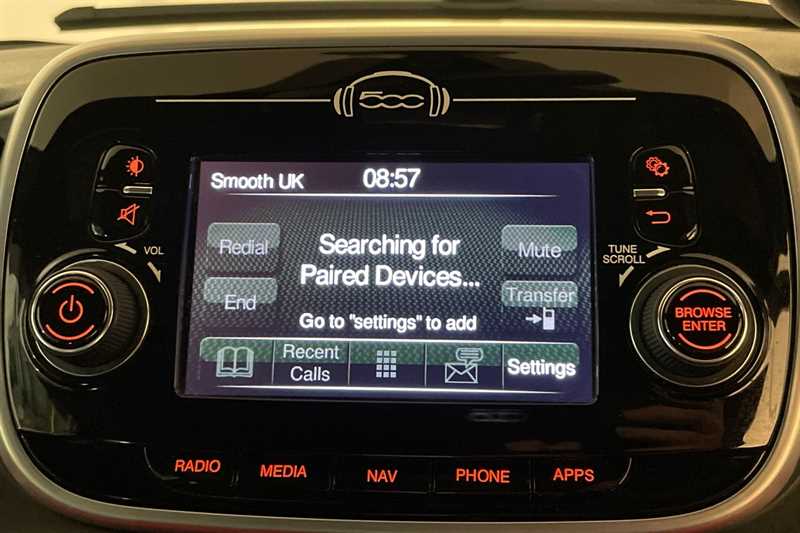 500
Smooth UK 08:57
VOL
TUNE
SCROLL
Redial
Searching for
Paired Devices...
Mute
End
Transfer
Go to "settings" to add
Recent
Calls
Settings
BROWSE
ENTER
RADIO MEDIA NAV PHONE APPS